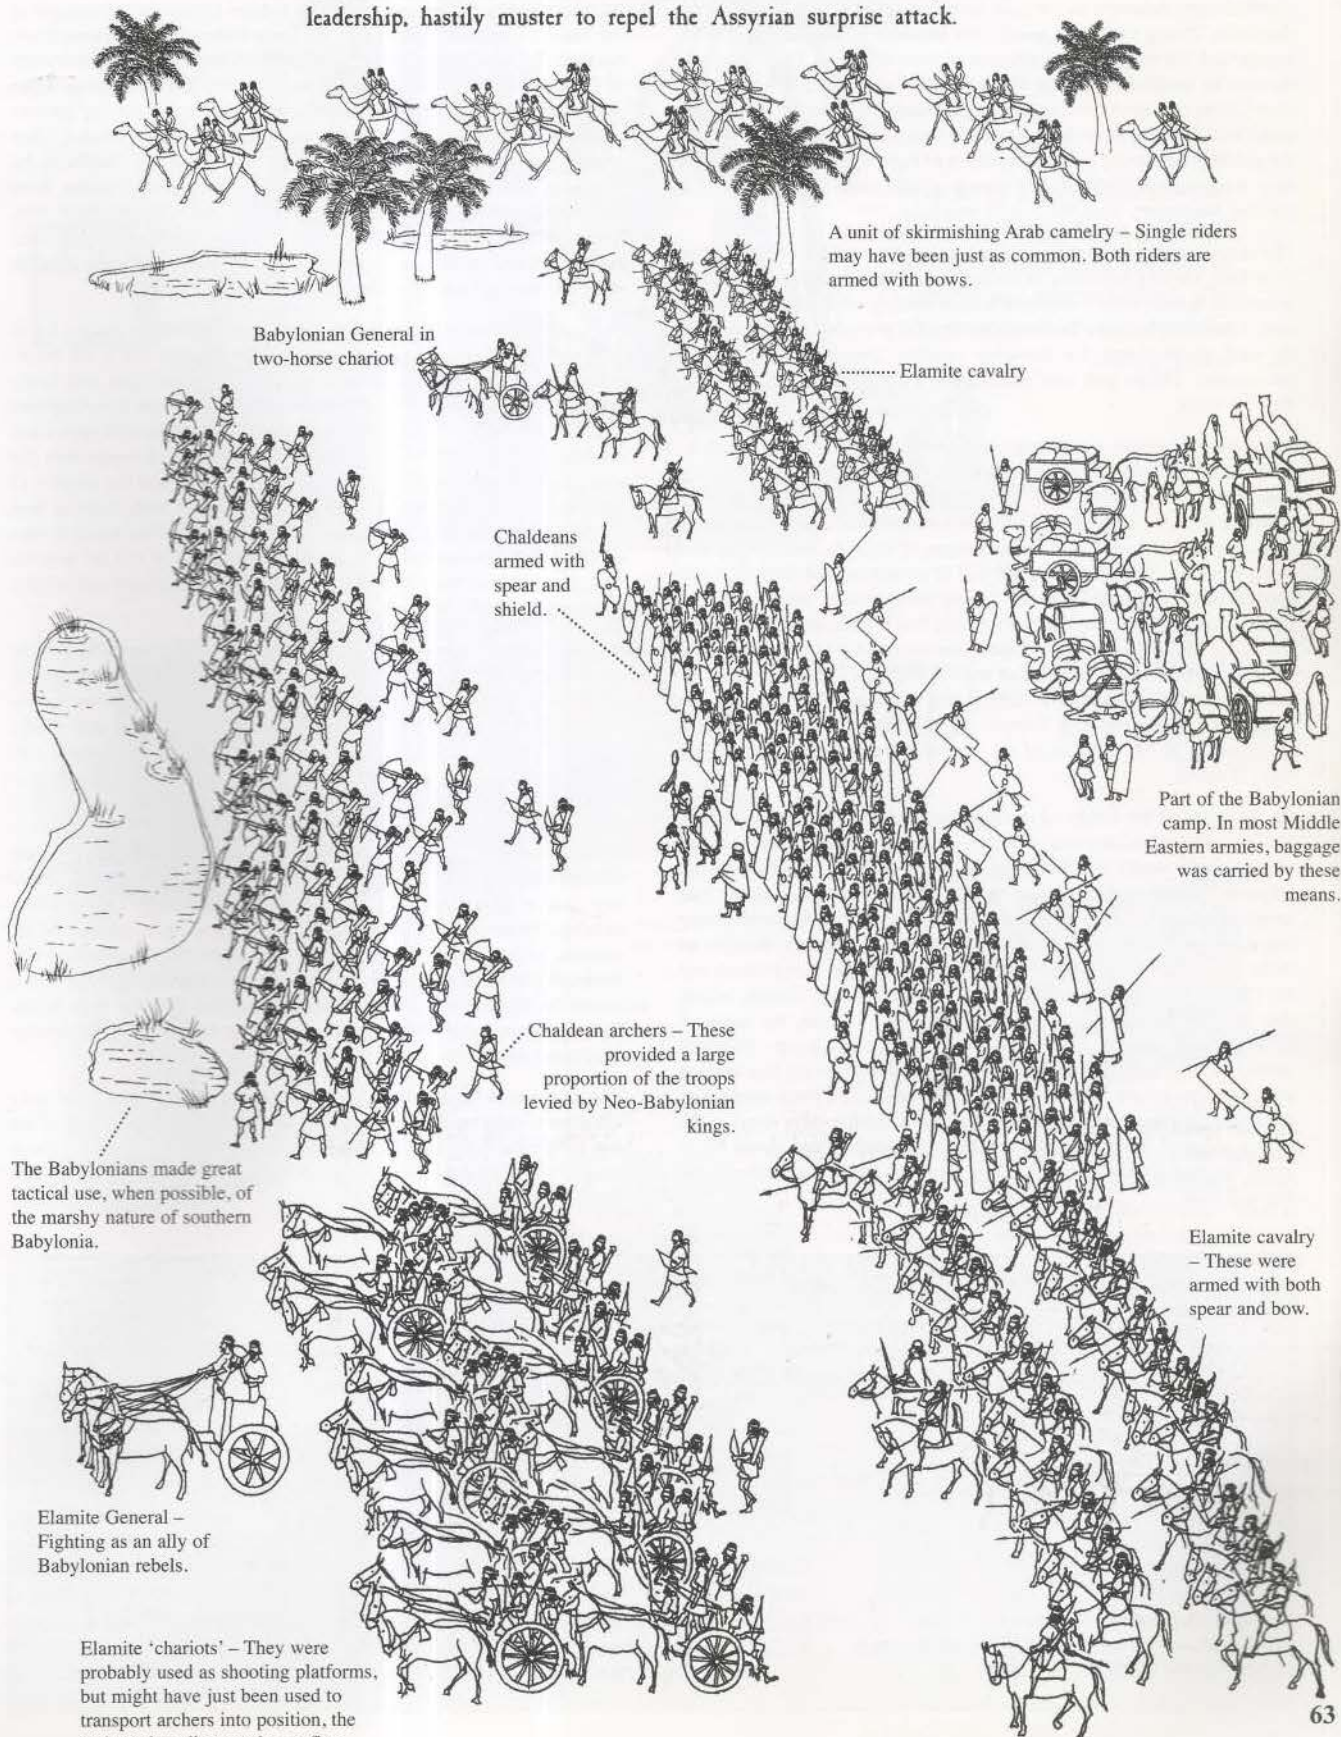 leadership, hastily muster to repel the Assyrian surprise attack.
A unit of skirmishing Arab camelry – Single riders
may have been just as common. Both riders are
armed with bows.
Babylonian General in
two-horse chariot
Elamite cavalry
Chaldeans
armed with
spear and
shield.
Part of the Babylonian
camp. In most Middle
Eastern armies, baggage
was carried by these
means.
Chaldean archers – These
provided a large
proportion of the troops
levied by Neo-Babylonian
kings.
The Babylonians made great
tactical use, when possible, of
the marshy nature of southern
Babylonia.
Elamite cavalry
– These were
armed with both
spear and bow.
Elamite General –
Fighting as an ally of
Babylonian rebels.
Elamite ‘chariots’ – They were
probably used as shooting platforms,
but might have just been used to
transport archers into position, the
63